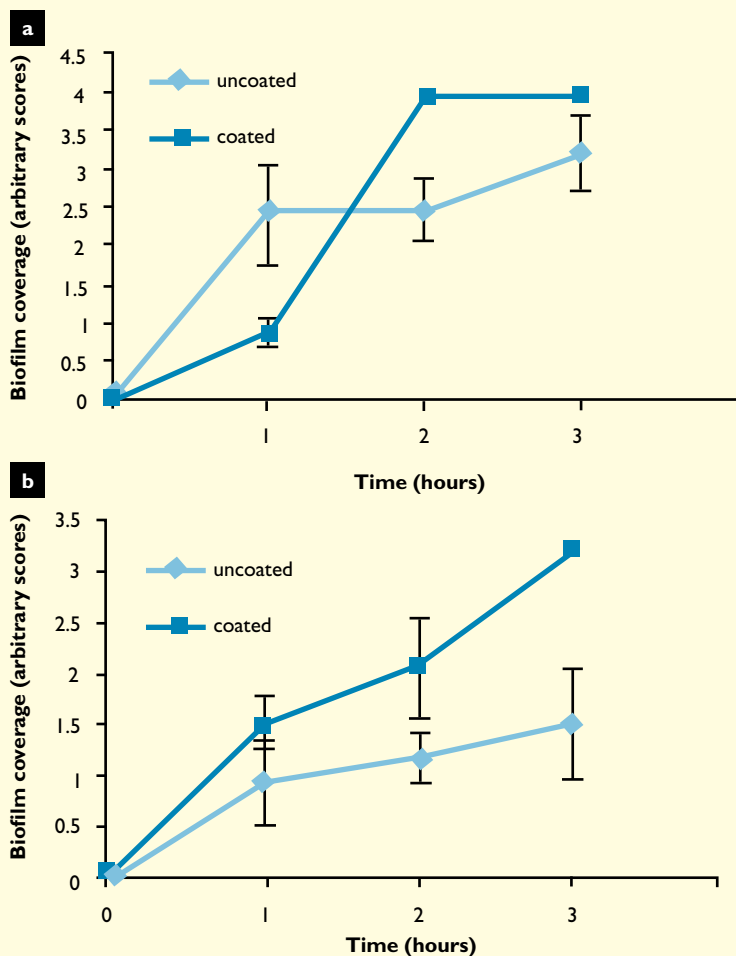 a
Biofilm coverage (arbitrary scores)
4.5
4
3.5
3
2.5
2
1.5
1
0.5
0
uncoated
coated
1 2 3
Time (hours)
b
Biofilm coverage (arbitrary scores)
3.5
3
2.5
2
1.5
1
0.5
0
uncoated
coated
0 1 2 3
Time (hours)